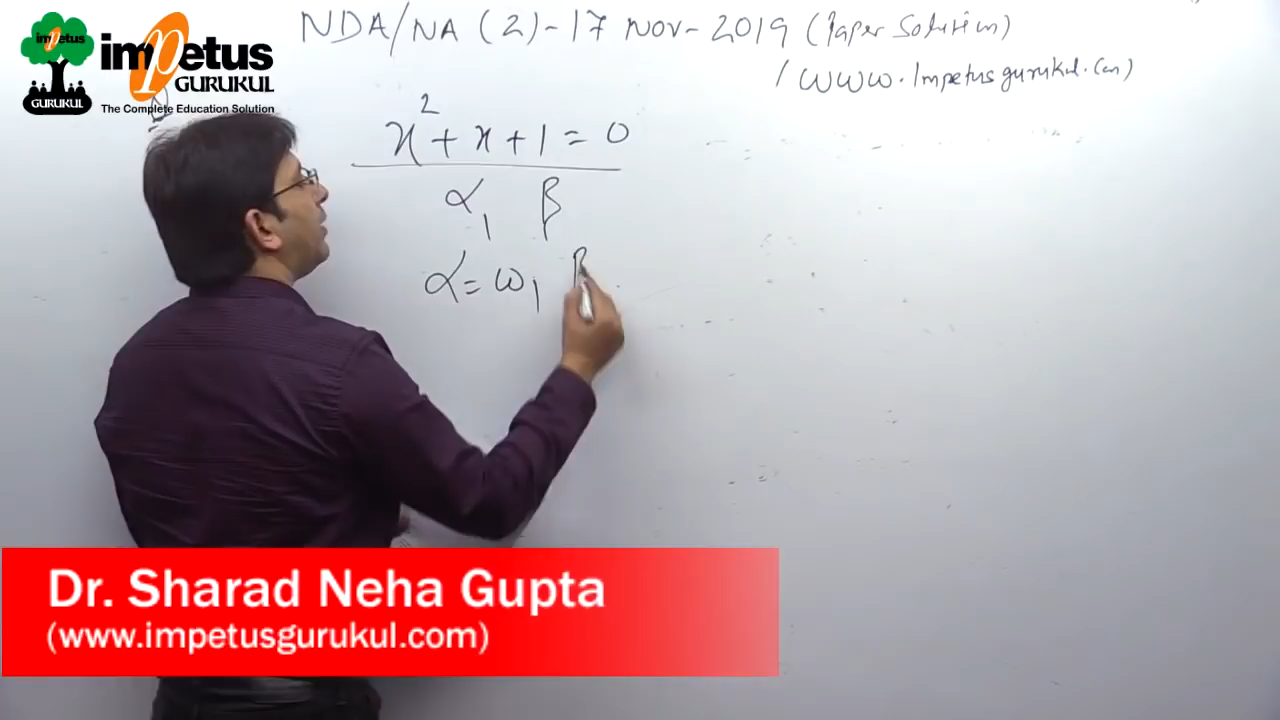 impetus
GURUKUL
impetus
GURUKUL
The Complete Education Solution
NDA/NA (2)-17 Nov-2019 (Paper Solution)
/ www.Impetusgurukul.com)
x² + x + 1 = 0
α, β
α = ω, β
Dr. Sharad Neha Gupta
(www.impetusgurukul.com)